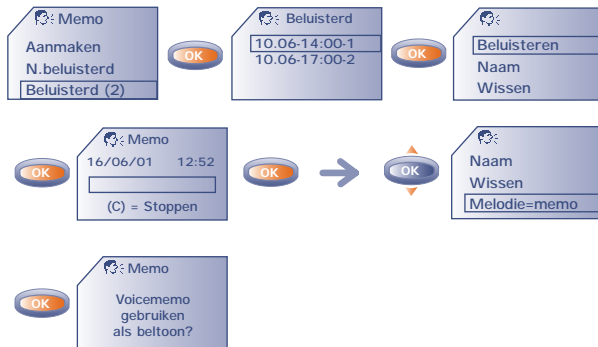 Memo
Aanmaken
N.beluisterd
Beluisterd (2)
OK
Beluisterd
10.06-14:00-1
10.06-17:00-2
OK
Beluisteren
Naam
Wissen
OK
Memo
16/06/01 12:52
(C) = Stoppen
OK
OK
Naam
Wissen
Melodie=memo
OK
Memo
Voicememo
gebruiken
als beltoon?